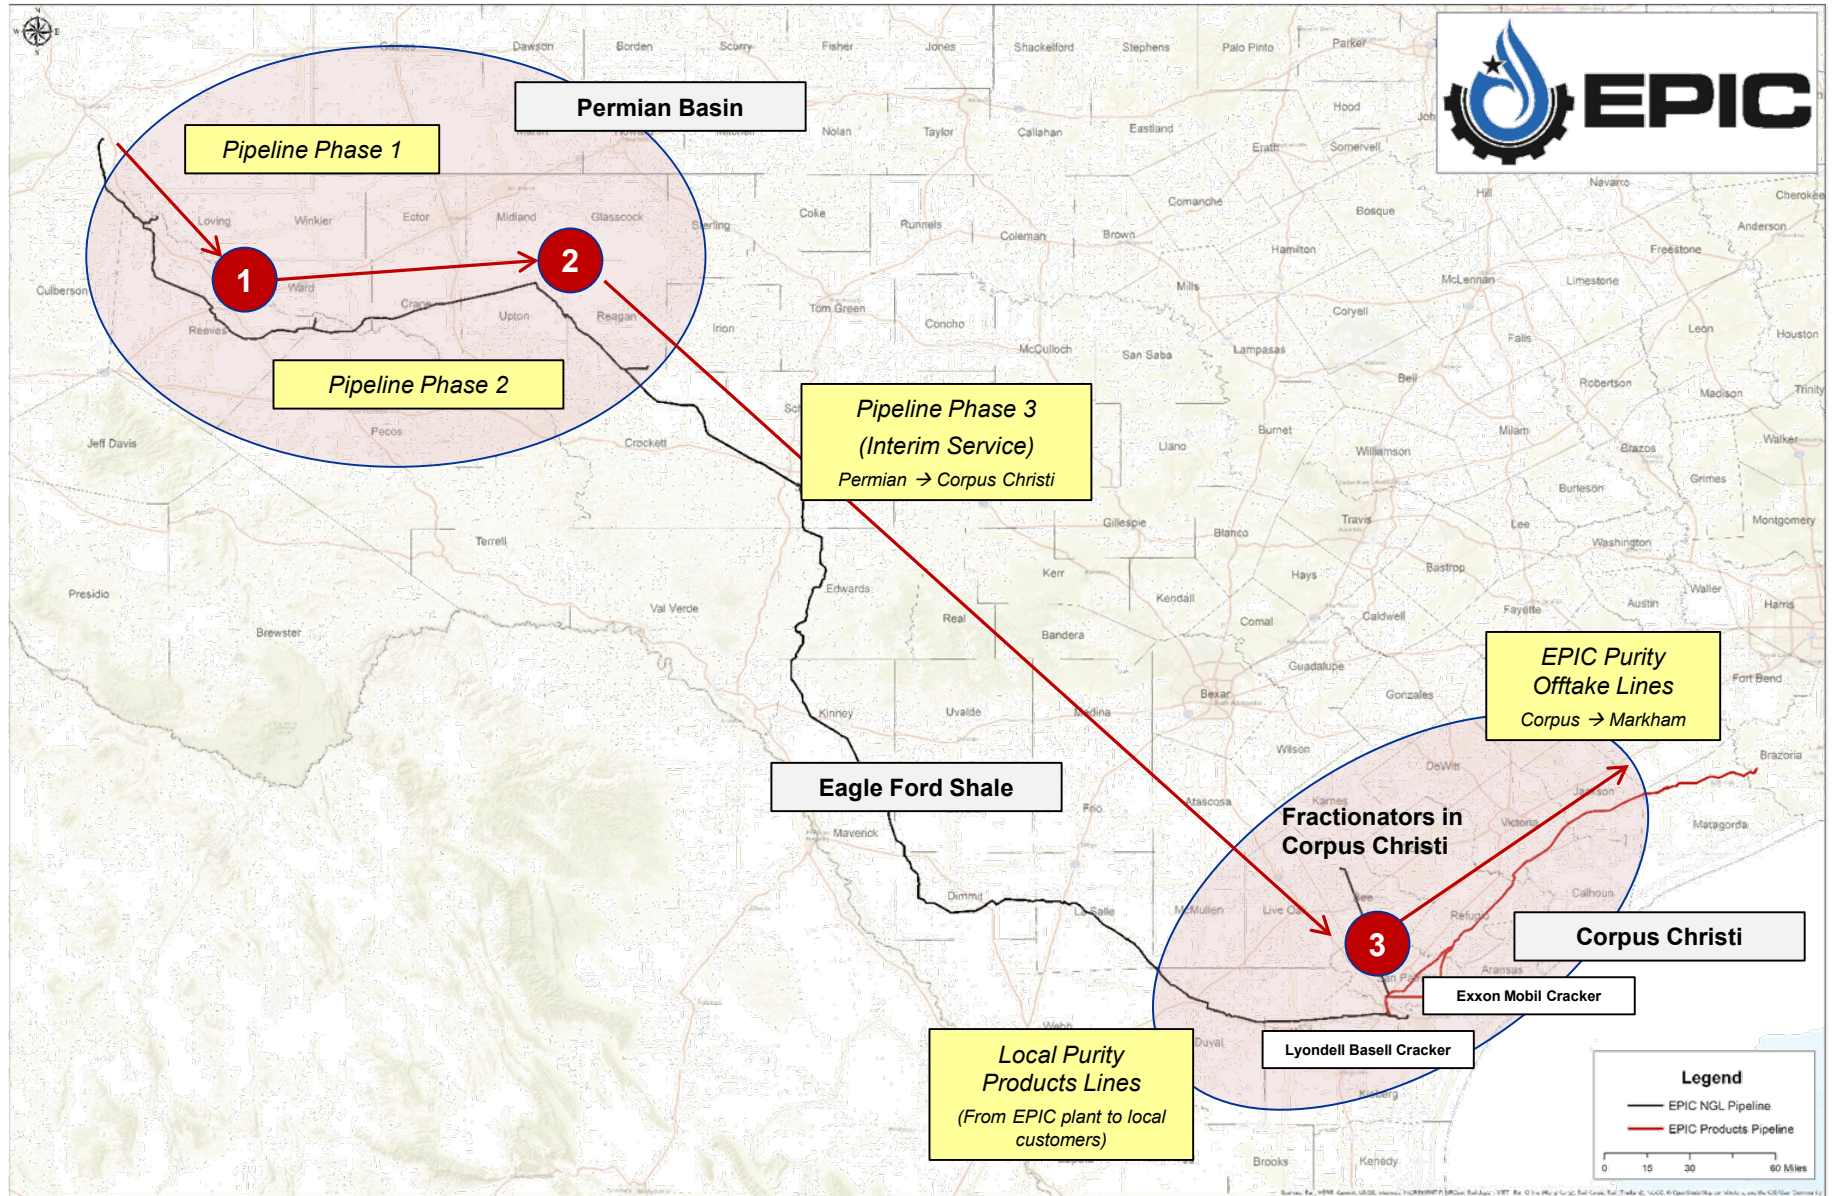 N
W
E
S
Gaines
Dawson
Borden
Scurry
Fisher
Jones
Shackelford
Stephens
Palo Pinto
Parker
EPIC
Permian Basin
Pipeline Phase 1
Nolan
Taylor
Callahan
Eastland
Hood
Erath
Somervell
Hill
Navarro
Cherokee
Loving
Winkler
Ector
Midland
Glasscock
Sterling
Coke
Runnels
Coleman
Brown
Comanche
Bosque
Hamilton
Anderson
Freestone
1
2
Culberson
Ward
Crane
Reeves
Upton
Reagan
Irion
Tom Green
Concho
McCulloch
San Saba
Mills
Lampasas
Coryell
McLennan
Limestone
Falls
Leon
Houston
Pipeline Phase 2
Bell
Robertson
Madison
Trinity
Pipeline Phase 3
(Interim Service)
Permian → Corpus Christi
Jeff Davis
Pecos
Crockett
Llano
Burnet
Williamson
Milam
Brazos
Walker
Grimes
Burleson
Terrell
Gillespie
Blanco
Travis
Lee
Washington
Montgomery
Presidio
Brewster
Val Verde
Edwards
Kerr
Real
Bandera
Kendall
Hays
Comal
Caldwell
Bastrop
Fayette
Austin
Waller
Harris
EPIC Purity
Offtake Lines
Corpus → Markham
Guadalupe
Gonzales
Fort Bend
Kinney
Uvalde
Medina
Bexar
Wilson
DeWitt
Brazoria
Eagle Ford Shale
Maverick
Frio
Atascosa
Karnes
Fractionators in
Corpus Christi
Victoria
Jackson
Matagorda
Dimmit
La Salle
McMullen
Live Oak
Bee
Refugio
Calhoun
3
Corpus Christi
San Patricio
Aransas
Exxon Mobil Cracker
Webb
Duval
Lyondell Basell Cracker
Local Purity
Products Lines
(From EPIC plant to local
customers)
Kleberg
Brooks
Kenedy
Legend
EPIC NGL Pipeline
EPIC Products Pipeline
0 15 30 60 Miles